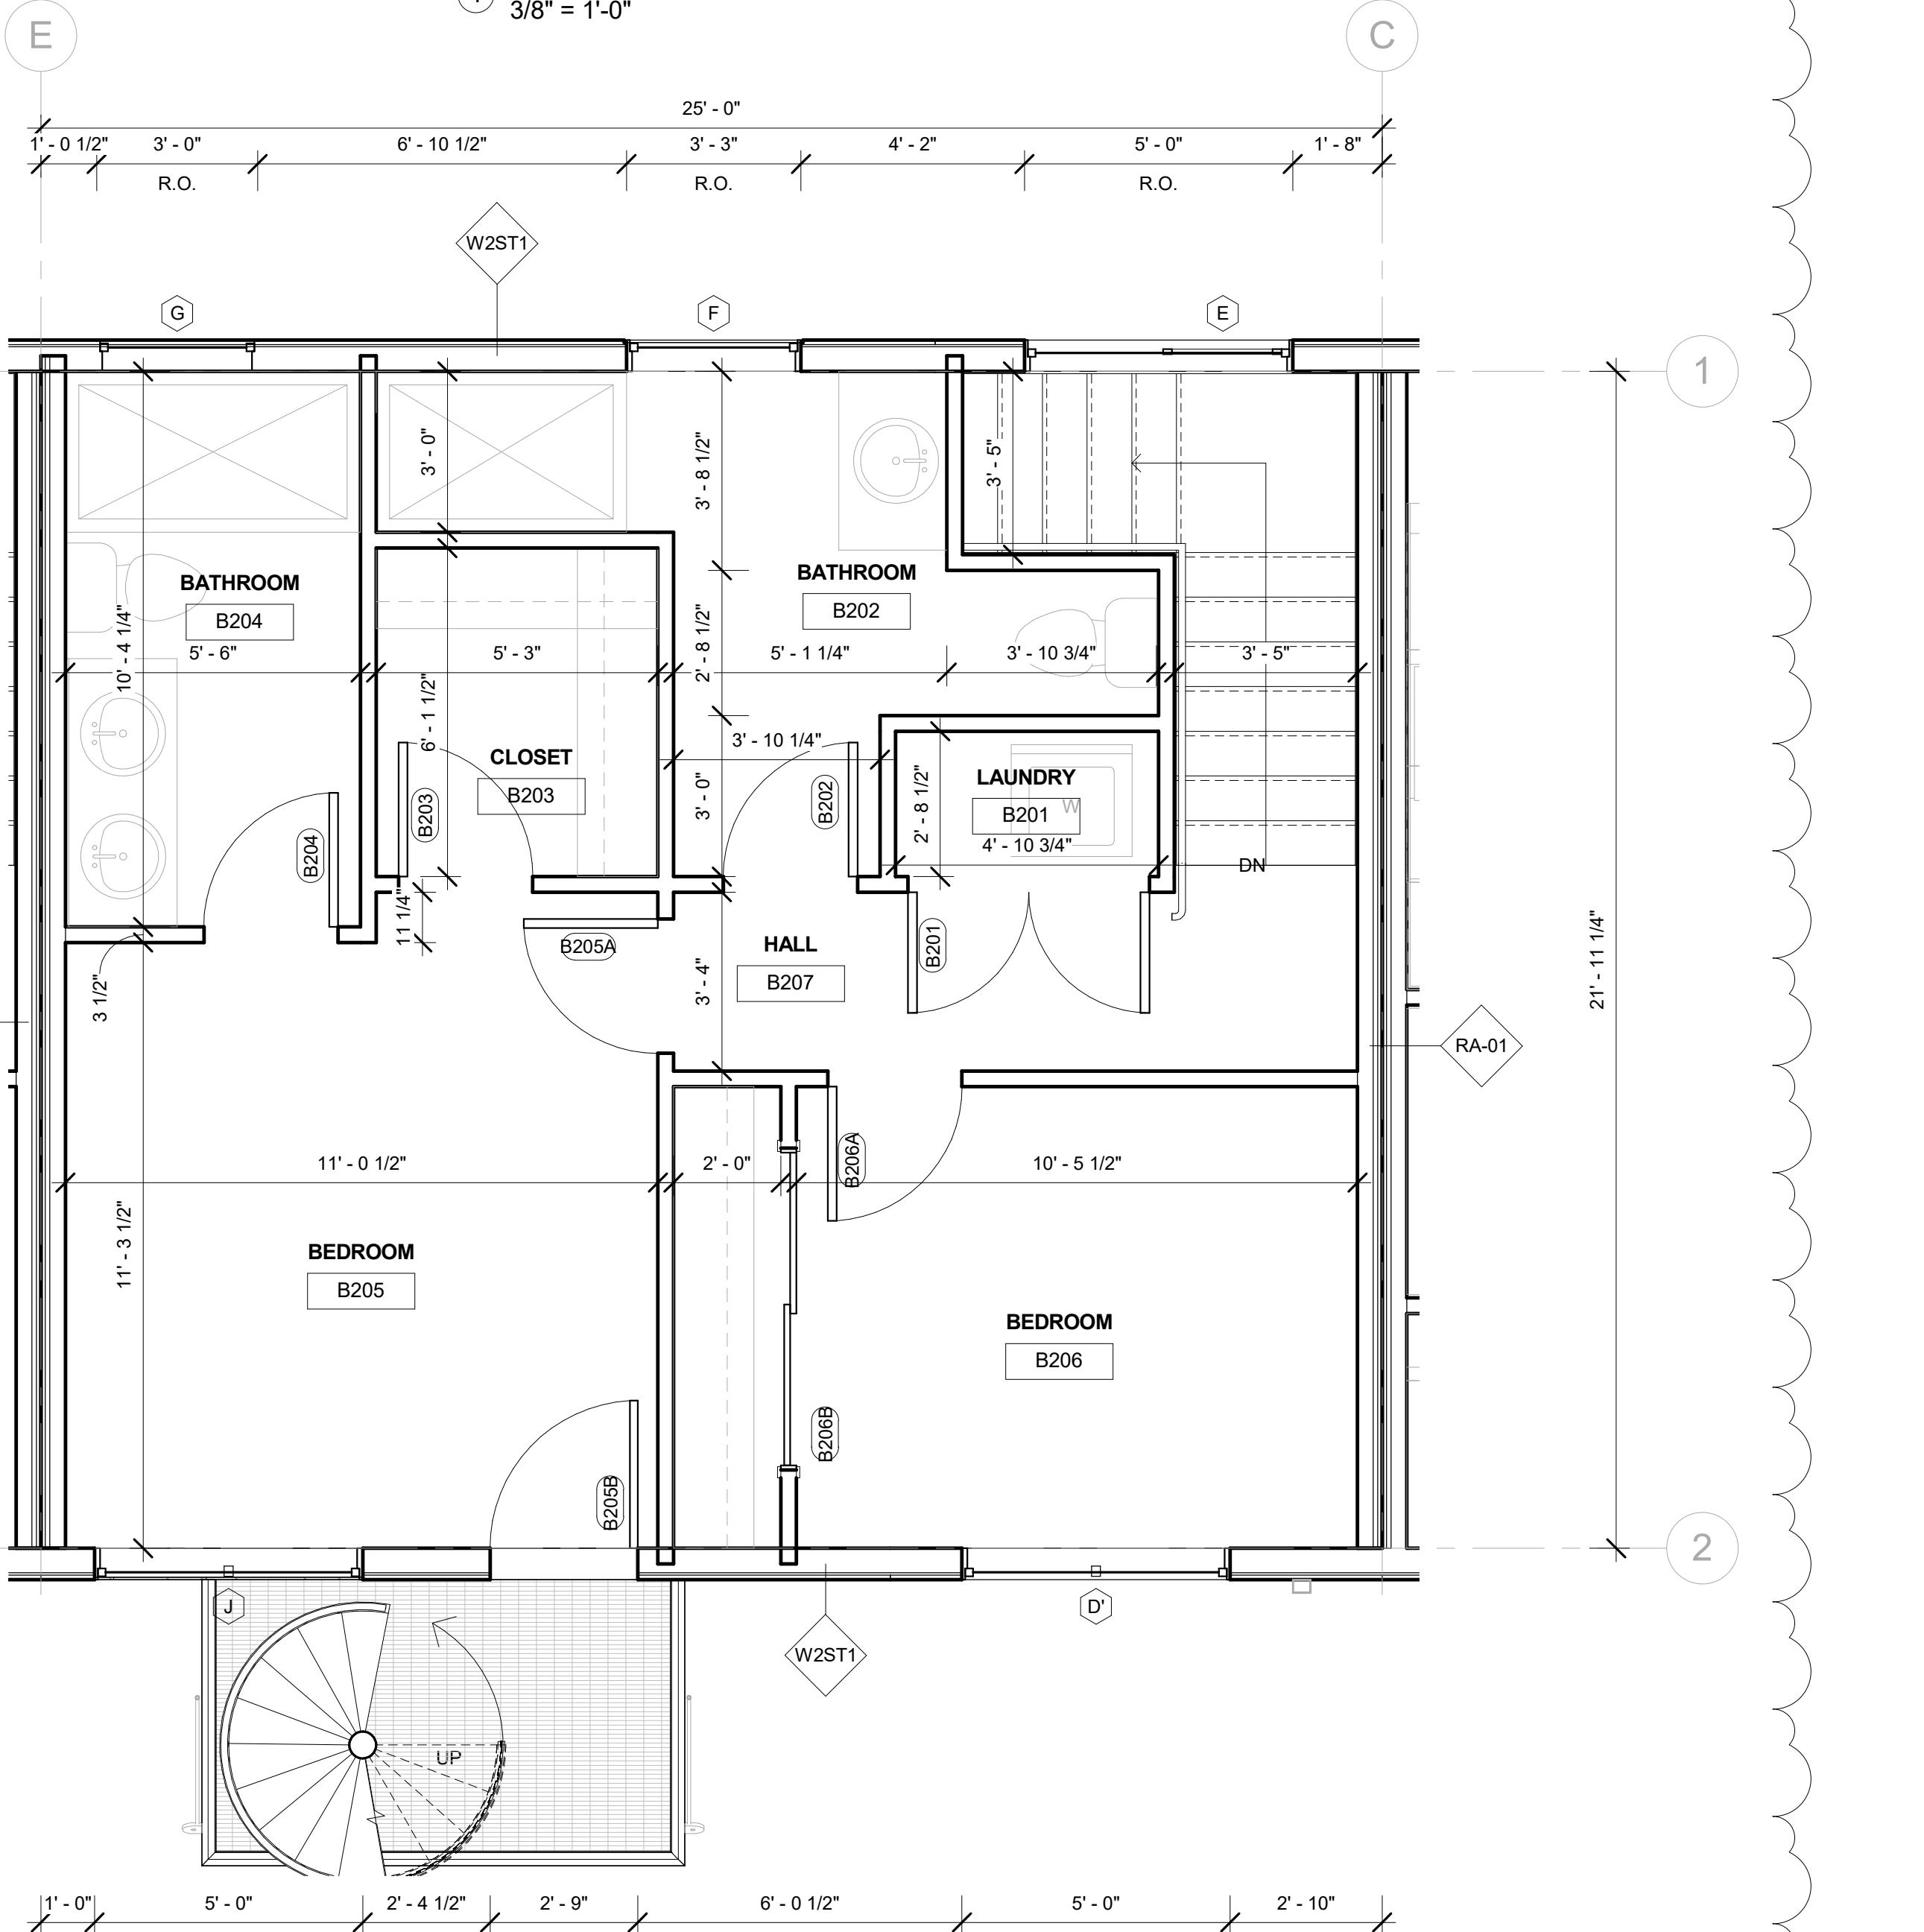 3/8" = 1'-0"
E
C
25' - 0"
1' - 0 1/2"
3' - 0"
6' - 10 1/2"
3' - 3"
4' - 2"
5' - 0"
1' - 8"
R.O.
R.O.
R.O.
W2ST1
G
F
E
1
3' - 0"
3' - 8 1/2"
3' - 5"
BATHROOM
B204
BATHROOM
B202
10' - 4 1/4"
5' - 6"
5' - 3"
2' - 8 1/2"
5' - 1 1/4"
3' - 10 3/4"
3' - 5"
6' - 1 1/2"
CLOSET
B203
3' - 10 1/4"
LAUNDRY
B201
W
4' - 10 3/4"
2' - 8 1/2"
3' - 0"
B204
B203
B202
DN
11 1/4"
B205A
HALL
B207
B201
3 1/2"
3' - 4"
21' - 11 1/4"
RA-01
11' - 0 1/2"
2' - 0"
B206A
10' - 5 1/2"
11' - 3 1/2"
BEDROOM
B205
BEDROOM
B206
B206B
B205B
2
J
D'
W2ST1
UP
1' - 0"
5' - 0"
2' - 4 1/2"
2' - 9"
6' - 0 1/2"
5' - 0"
2' - 10"